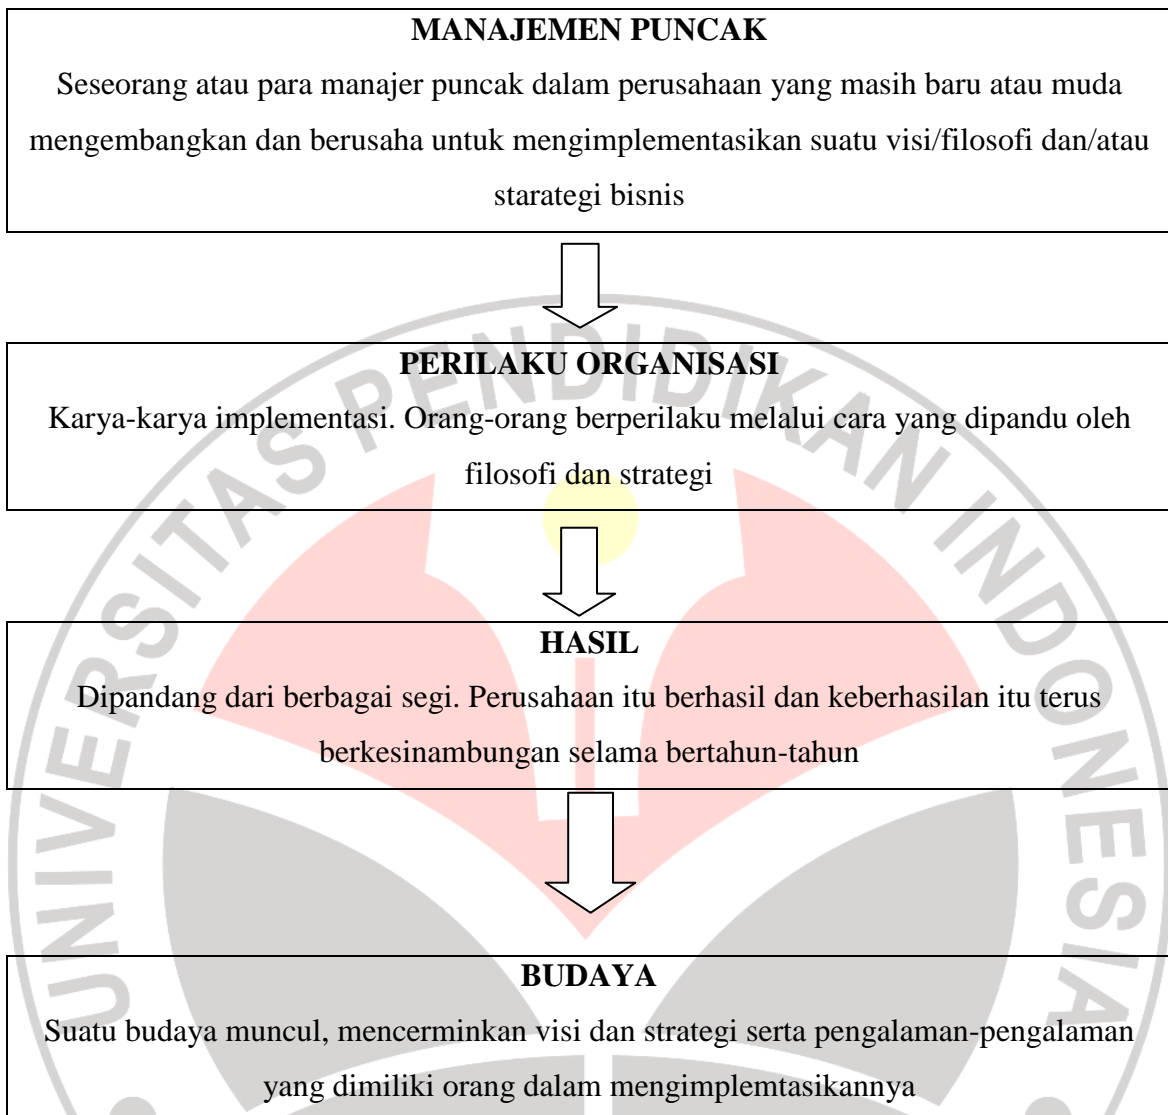 MANAJEMEN PUNCAK
Seseorang atau para manajer puncak dalam perusahaan yang masih baru atau muda
mengembangkan dan berusaha untuk mengimplementasikan suatu visi/filosofi dan/atau
starategi bisnis
PERILAKU ORGANISASI
Karya-karya implementasi. Orang-orang berperilaku melalui cara yang dipandu oleh
filosofi dan strategi
HASIL
Dipandang dari berbagai segi. Perusahaan itu berhasil dan keberhasilan itu terus
berkesinambungan selama bertahun-tahun
BUDAYA
Suatu budaya muncul, mencerminkan visi dan strategi serta pengalaman-pengalaman
yang dimiliki orang dalam mengimplemtasikannya
UNIVERSITAS PENDIDIKAN INDONESIA